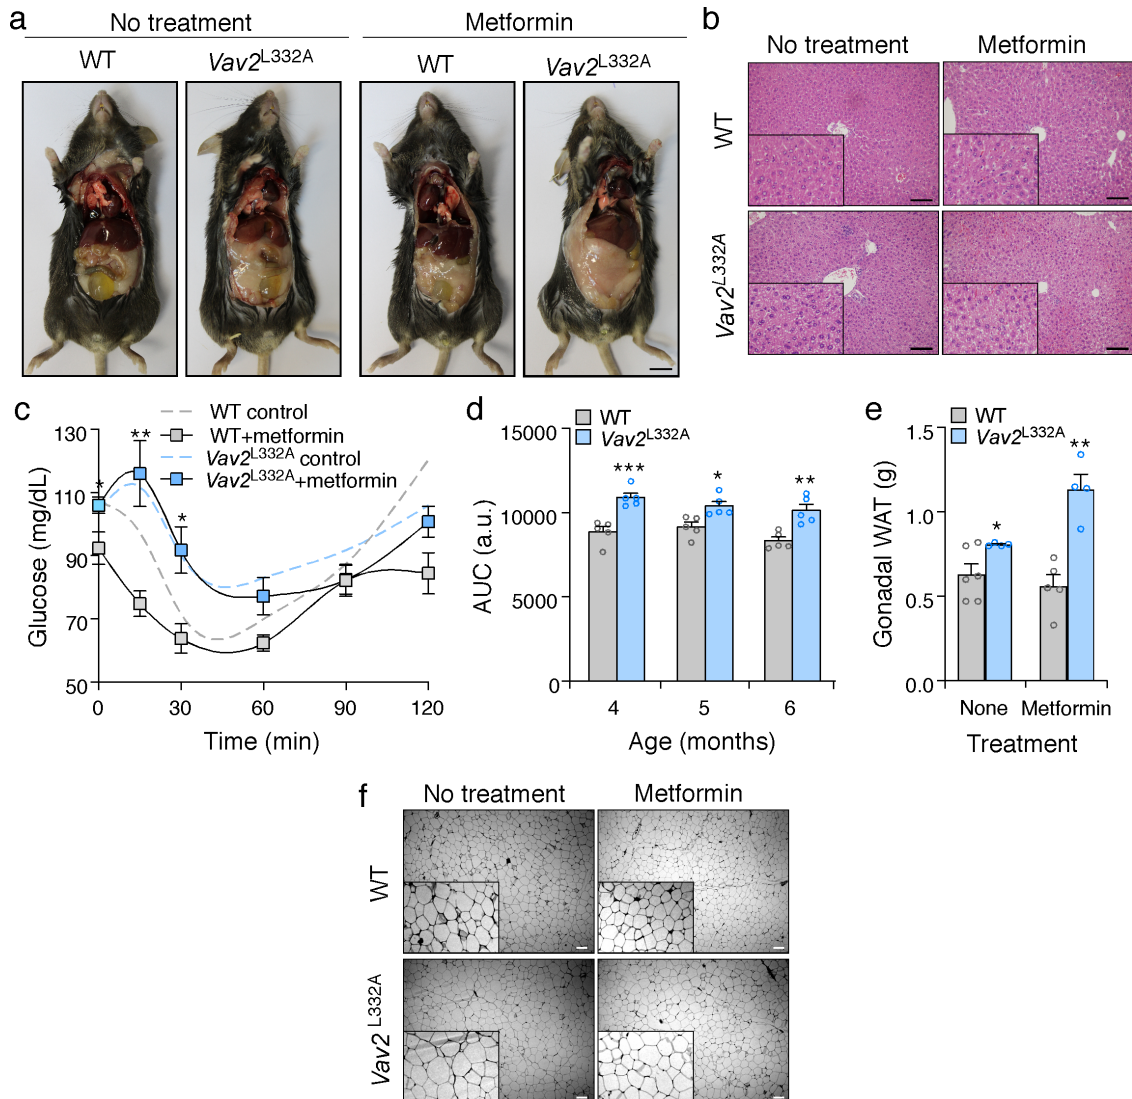 a
No treatment
Metformin
WT
Vav2L332A
WT
Vav2L332A
b
No treatment
Metformin
WT
Vav2L332A
c
WT control
WT+metformin
Vav2L332A control
Vav2L332A+metformin
130
110
90
70
50
Glucose (mg/dL)
*
**
*
0
30
60
90
120
Time (min)
d
WT
Vav2L332A
15000
10000
5000
0
AUC (a.u.)
***
*
**
4
5
6
Age (months)
e
WT
Vav2L332A
1.5
1.0
0.5
0.0
Gonadal WAT (g)
*
**
None
Metformin
Treatment
f
No treatment
Metformin
WT
Vav2 L332A